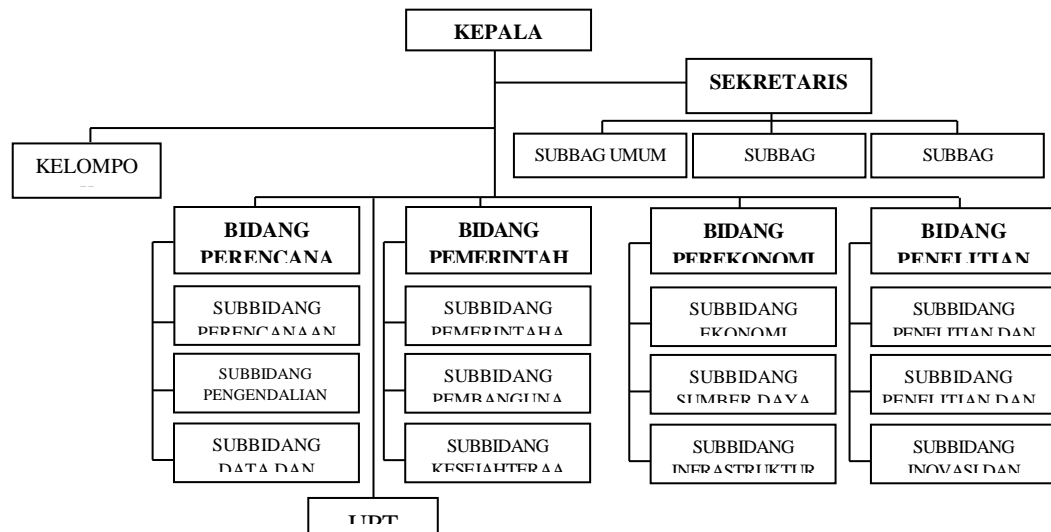 KEPALA
SEKRETARIS
KELOMPO
SUBBAG UMUM
SUBBAG
SUBBAG
BIDANG
PERENCANA
BIDANG
PEMERINTAH
BIDANG
PEREKONOMI
BIDANG
PENELITIAN
SUBBIDANG
PERENCANAAN
SUBBIDANG
PEMERINTAHA
SUBBIDANG
EKONOMI
SUBBIDANG
PENELITIAN DAN
SUBBIDANG
PENGENDALIAN
SUBBIDANG
PEMBANGUNA
SUBBIDANG
SUMBER DAYA
SUBBIDANG
PENELITIAN DAN
SUBBIDANG
DATA DAN
SUBBIDANG
KESEJAHTERAA
SUBBIDANG
INFRASTRUKTUR
SUBBIDANG
INOVASI DAN
UPT